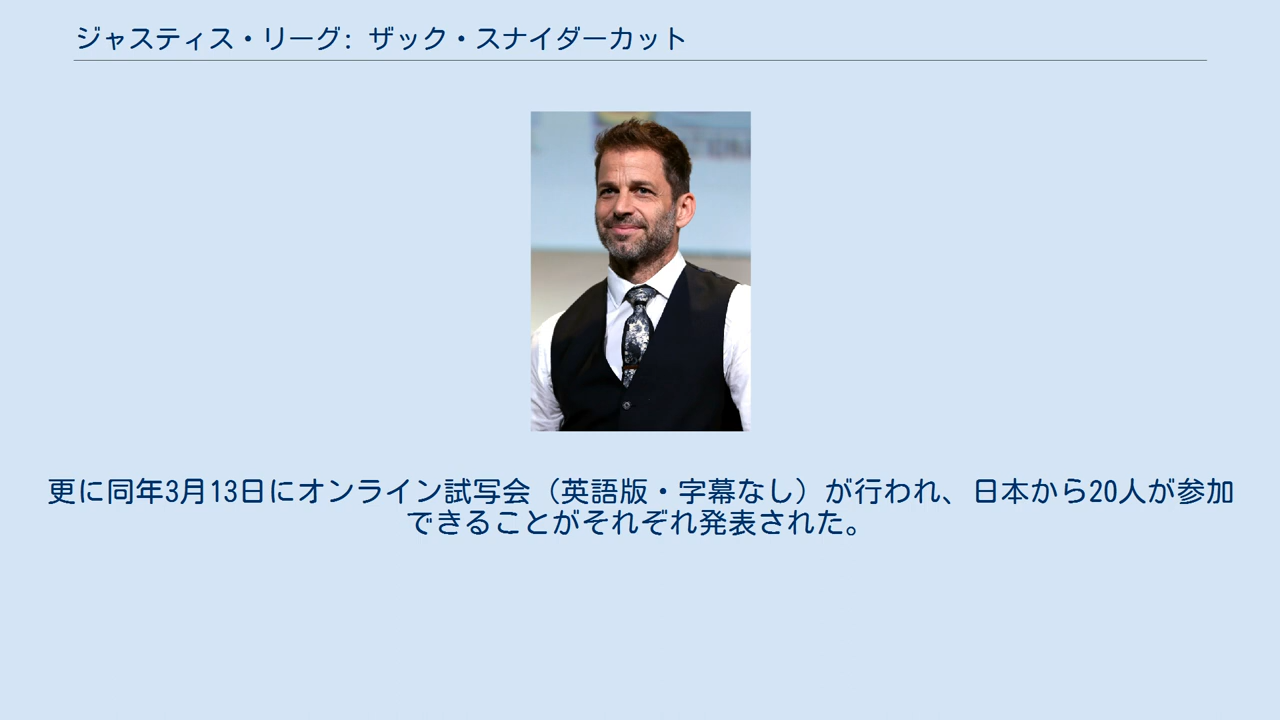 ジャスティス・リーグ: ザック・スナイダーカット
更に同年3月13日にオンライン試写会（英語版・字幕なし）が行われ、日本から20人が参加
できることがそれぞれ発表された。